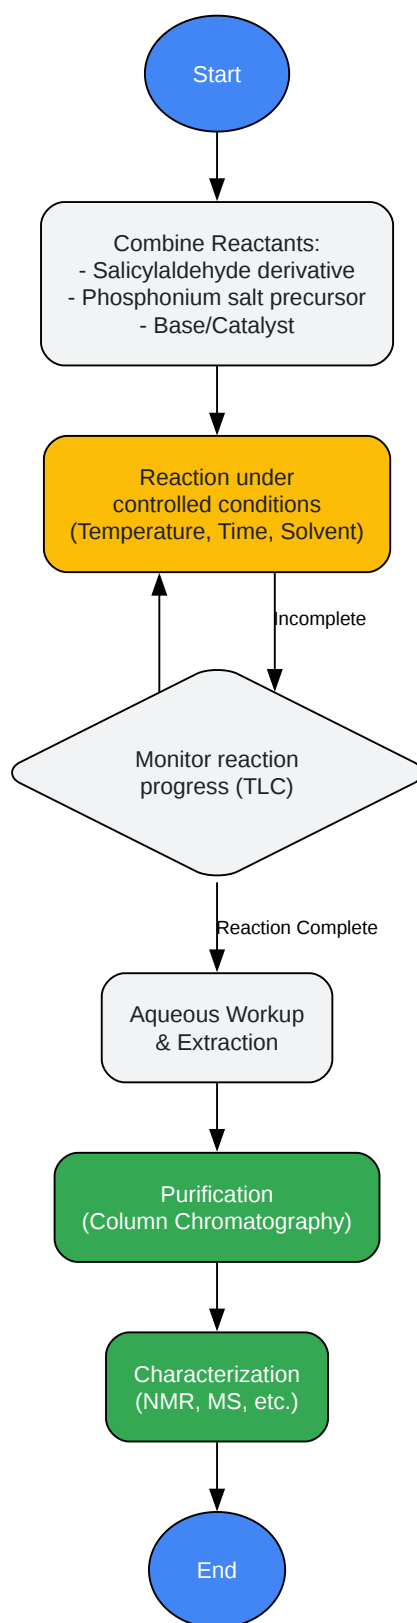 Start
Combine Reactants:
- Salicylaldehyde derivative
- Phosphonium salt precursor
- Base/Catalyst
Reaction under
controlled conditions
(Temperature, Time, Solvent)
Incomplete
Monitor reaction
progress (TLC)
Reaction Complete
Aqueous Workup
& Extraction
Purification
(Column Chromatography)
Characterization
(NMR, MS, etc.)
End